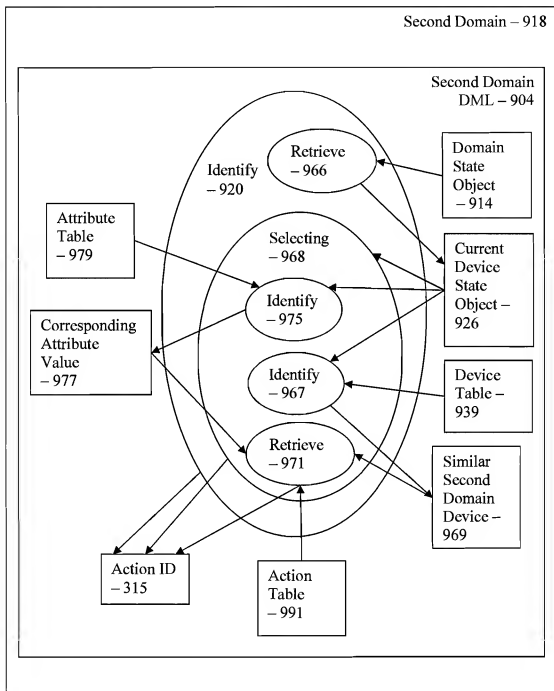 Second Domain – 918
Second Domain
DML – 904
Identify
– 920
Retrieve
– 966
Domain
State
Object
– 914
Attribute
Table
– 979
Selecting
– 968
Current
Device
State
Object –
926
Identify
– 975
Corresponding
Attribute
Value
– 977
Identify
– 967
Device
Table –
939
Retrieve
– 971
Similar
Second
Domain
Device –
969
Action ID
– 315
Action
Table
– 991